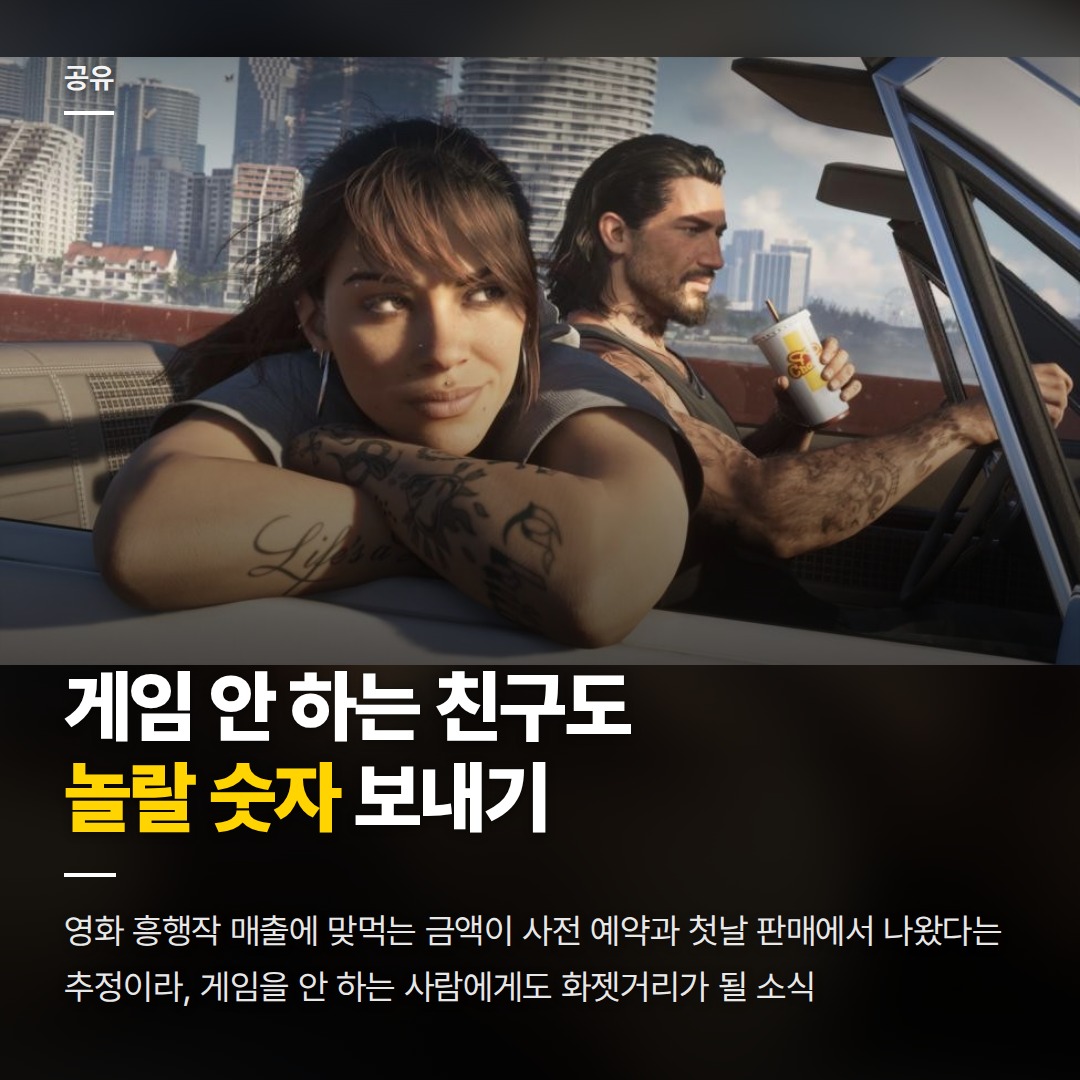 공유
Life's a
게임 안 하는 친구도
놀랄 숫자 보내기
영화 흥행작 매출에 맞먹는 금액이 사전 예약과 첫날 판매에서 나왔다는
추정이라, 게임을 안 하는 사람에게도 화젯거리가 될 소식